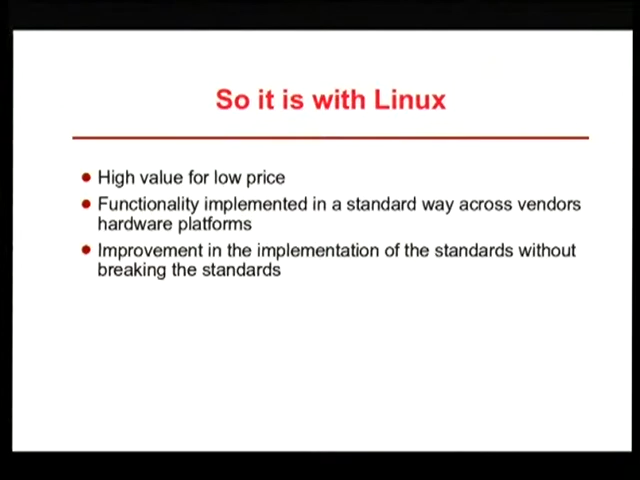 So it is with Linux
High value for low price
Functionality implemented in a standard way across vendors
hardware platforms
Improvement in the implementation of the standards without
breaking the standards